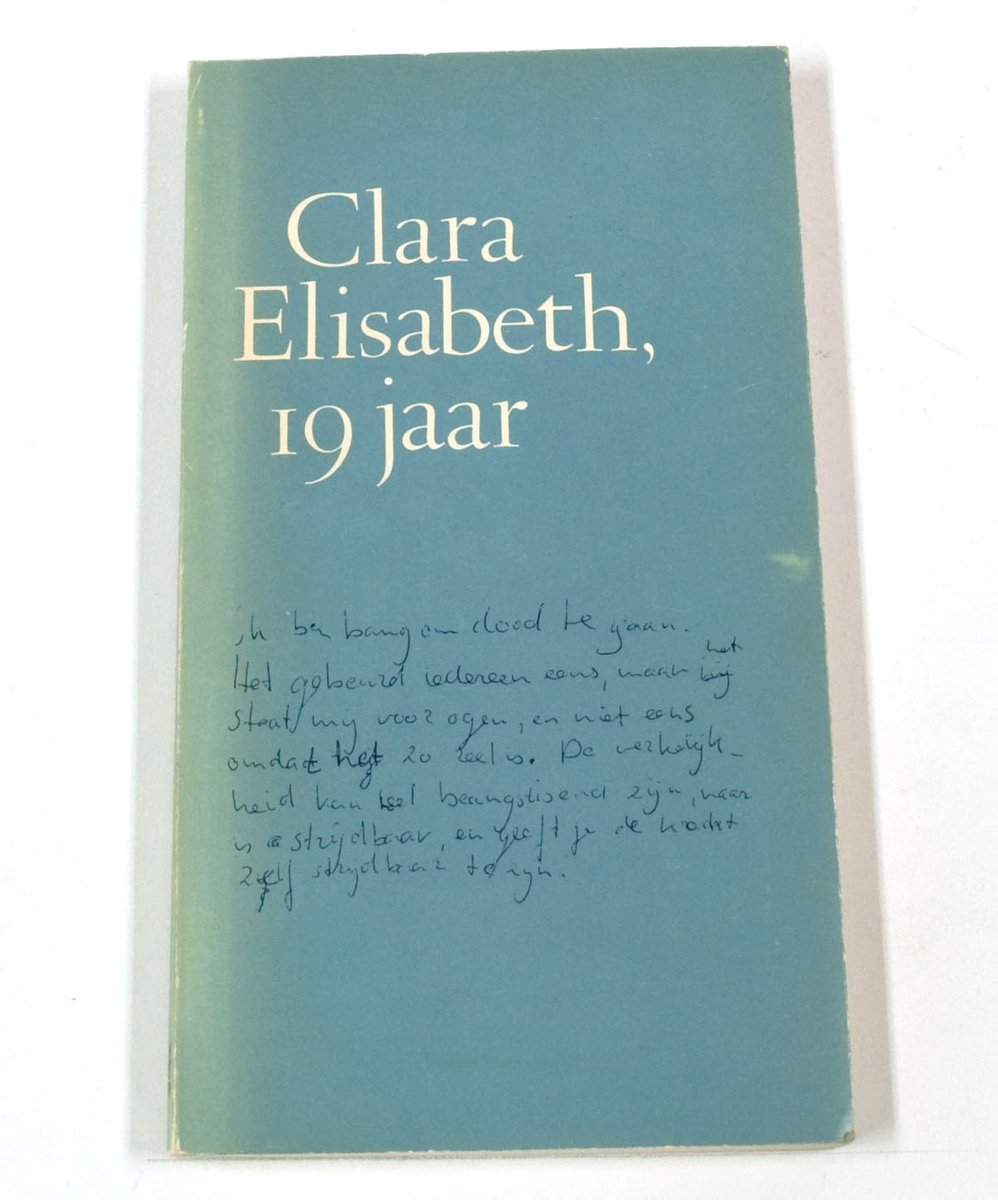 Clara
Elisabeth,
19 jaar
ik ben bang om dood te gaan.
Het gebeurd iedereen eens, maar het
staat mij voor ogen, en niet eens
omdat het zo reel is. De werkelijk-
heid kan heel beangstigend zijn, maar
is strijdbaar, en geeft je de kracht
zelf strijdbaar te zijn.